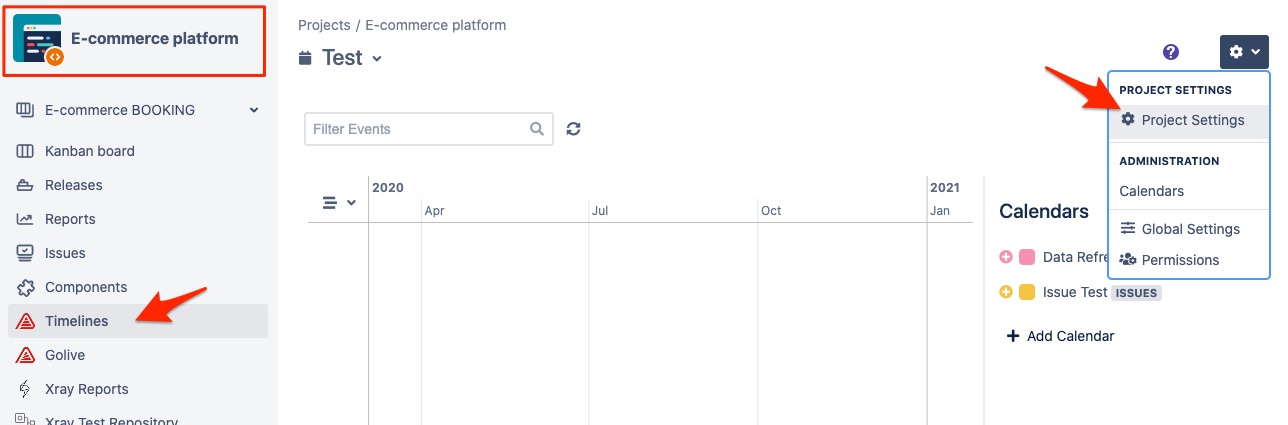 E-commerce platform
E-commerce BOOKING
Kanban board
Releases
Reports
Issues
Components
Timelines
Golive
Xray Reports
Xray Test Repository
Projects / E-commerce platform
Test
Filter Events
2020
2021
Apr
Jul
Oct
Jan
?
PROJECT SETTINGS
Project Settings
ADMINISTRATION
Calendars
Global Settings
Permissions
Calendars
Data Refre
Issue Test ISSUES
Add Calendar